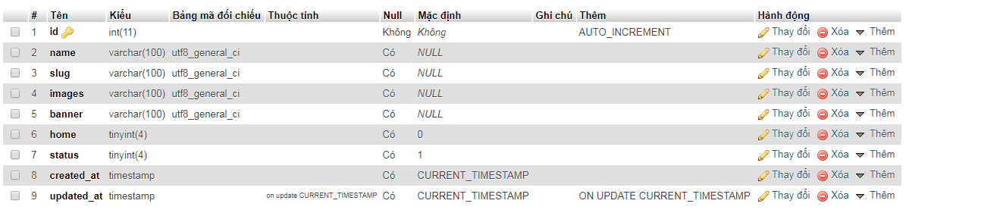 # Tên Kiểu Bảng mã đối chiếu Thuộc tính Null Mặc định Ghi chú Thêm Hành động
1 id int(11) Không Không AUTO_INCREMENT Thay đổi Xóa Thêm
2 name varchar(100) utf8_general_ci Có NULL Thay đổi Xóa Thêm
3 slug varchar(100) utf8_general_ci Có NULL Thay đổi Xóa Thêm
4 images varchar(100) utf8_general_ci Có NULL Thay đổi Xóa Thêm
5 banner varchar(100) utf8_general_ci Có NULL Thay đổi Xóa Thêm
6 home tinyint(4) Có 0 Thay đổi Xóa Thêm
7 status tinyint(4) Có 1 Thay đổi Xóa Thêm
8 created_at timestamp Có CURRENT_TIMESTAMP Thay đổi Xóa Thêm
9 updated_at timestamp on update CURRENT_TIMESTAMP Có CURRENT_TIMESTAMP ON UPDATE CURRENT_TIMESTAMP Thay đổi Xóa Thêm